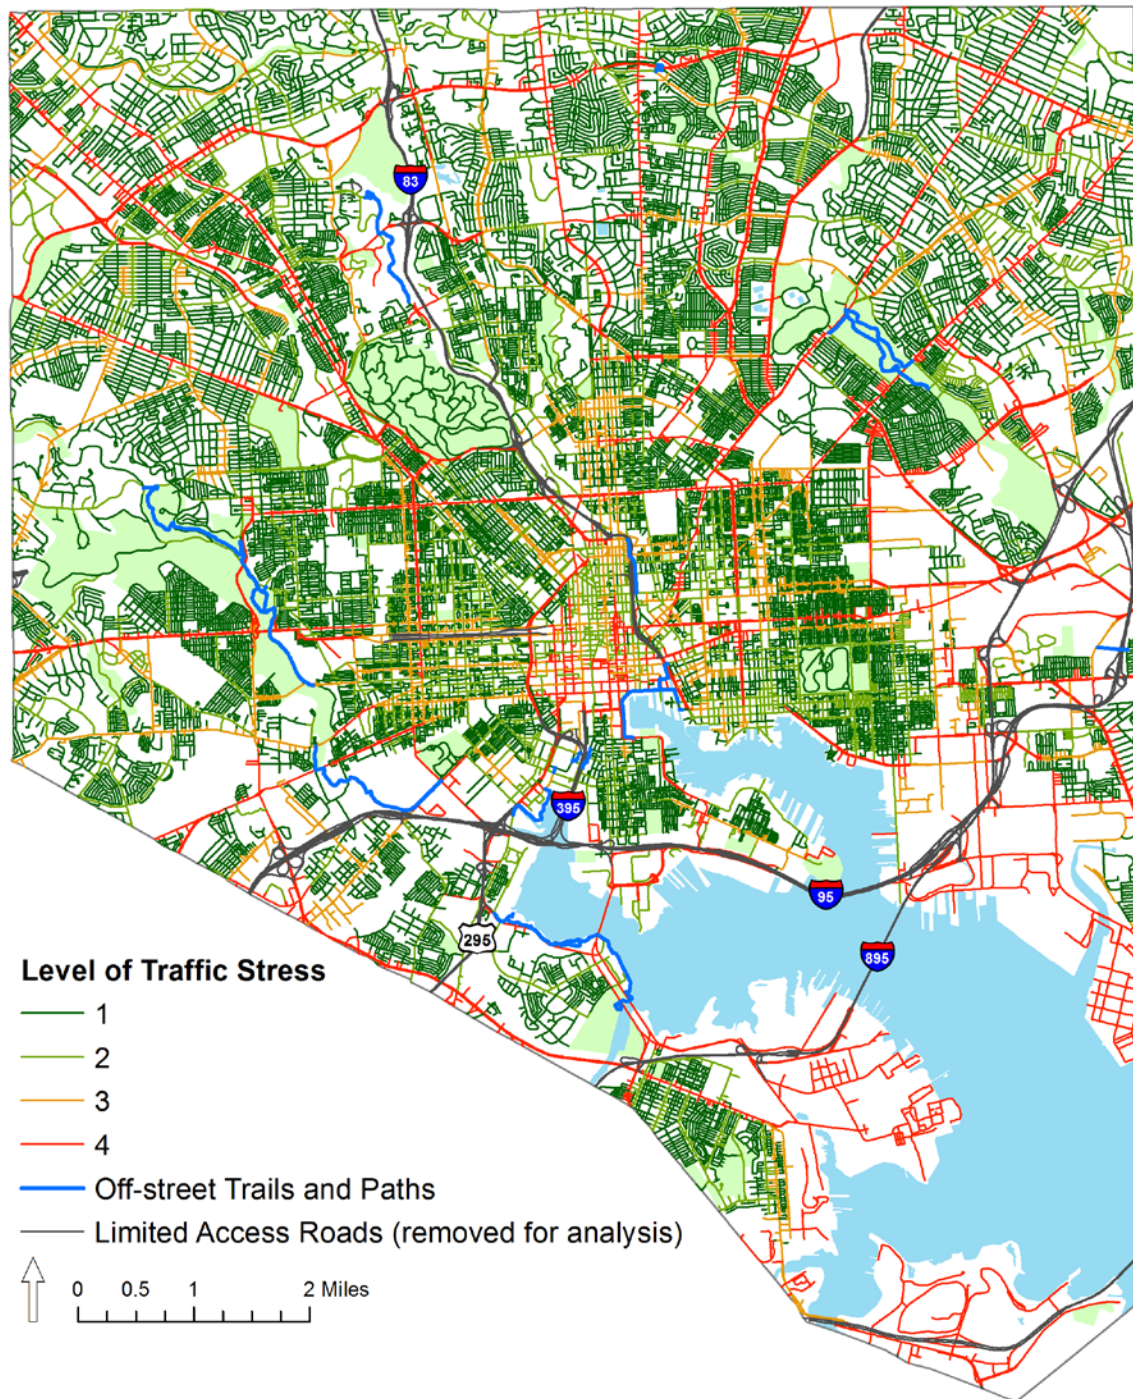 83
395
95
295
895
Level of Traffic Stress
1
2
3
4
Off-street Trails and Paths
Limited Access Roads (removed for analysis)
0 0.5 1 2 Miles